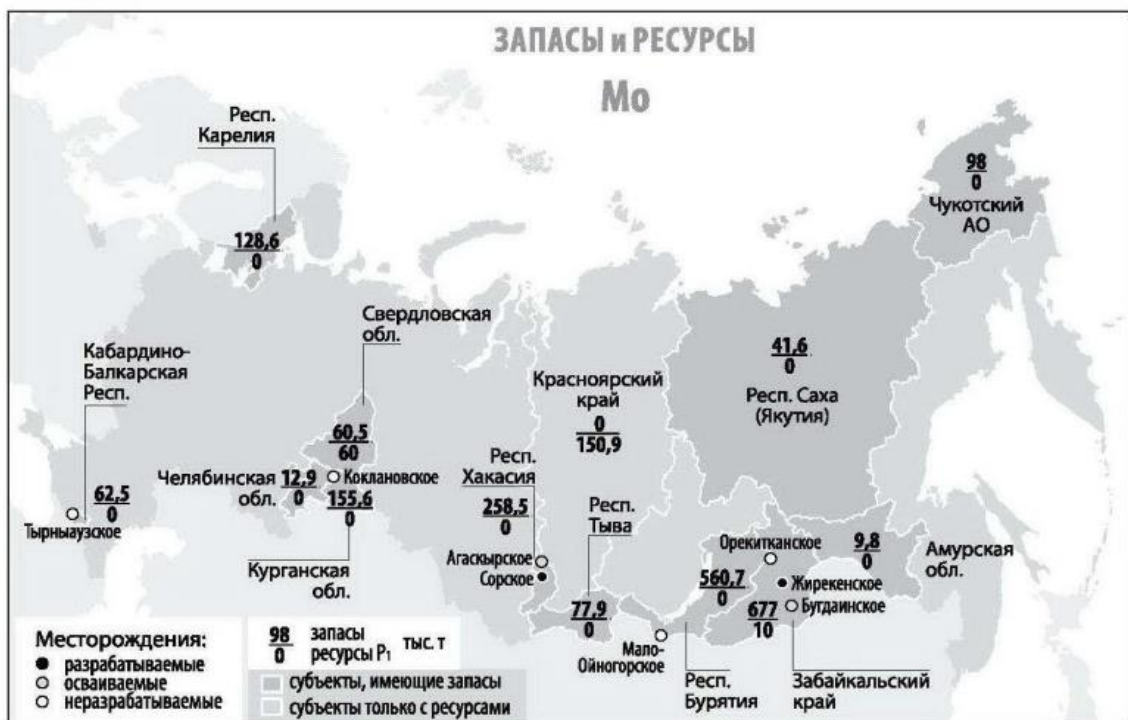 ЗАПАСЫ и РЕСУРСЫ
Mo
Респ.
Карелия
128,6
0
98
0
Чукотский
АО
Свердловская
обл.
60,5
60
Кабардино-
Балкарская
Респ.
62,5
0
Тырныаузское
Челябинская
обл.
12,9
0
Коклановское
155,6
0
Курганская
обл.
Красноярский
край
0
150,9
41,6
0
Респ. Саха
(Якутия)
Респ.
Хакасия
258,5
0
Агаскырское
Сорское
Респ.
Тыва
77,9
0
Орекитканское
560,7
0
9,8
0
Амурская
обл.
Жирекенское
677
10
Бугдаинское
Мало-
Ойногорское
Респ.
Бурятия
Забайкальский
край
Месторождения:
разрабатываемые
осваиваемые
неразрабатываемые
98
0
запасы
ресурсы P₁
тыс. т
субъекты, имеющие запасы
субъекты только с ресурсами